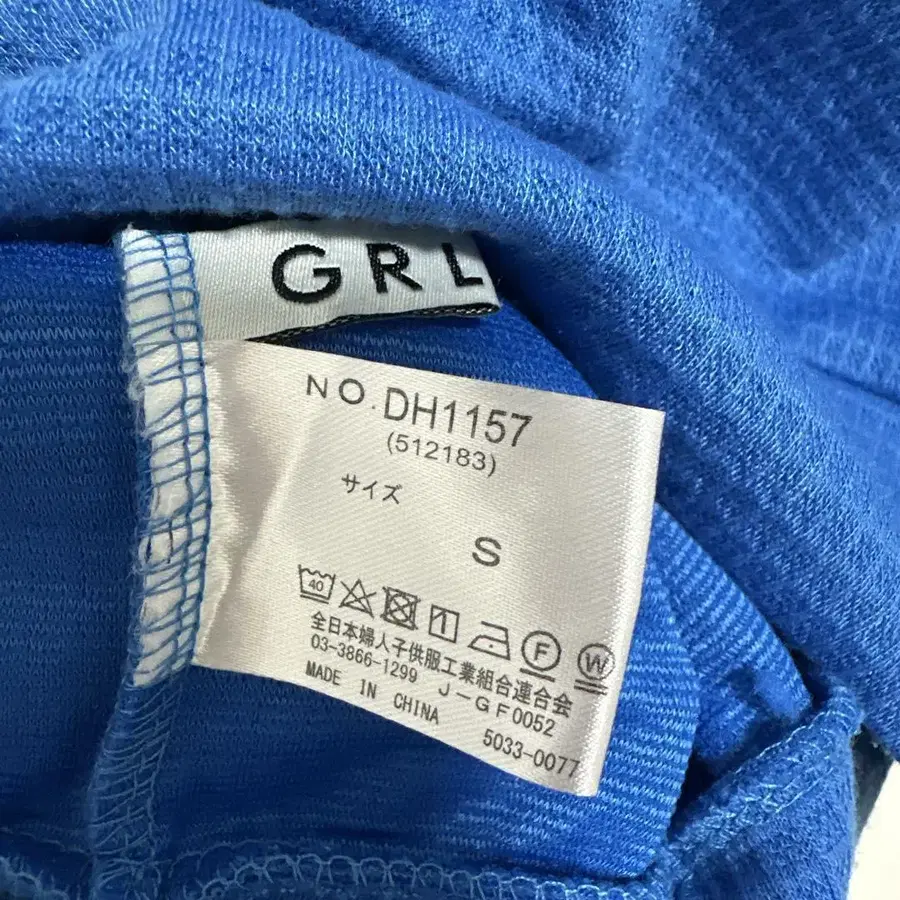 GRL
NO. DH1157
(512183)
サイズ
S
40
F
W
全日本婦人子供服工業組合連合会
03-3866-1299 J-GF0052
MADE IN CHINA
5033-0077